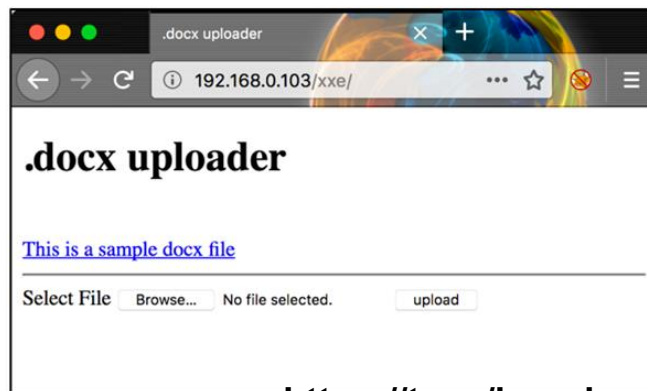 .docx uploader
192.168.0.103/xxe/
.docx uploader
This is a sample docx file
Select File Browse... No file selected. upload